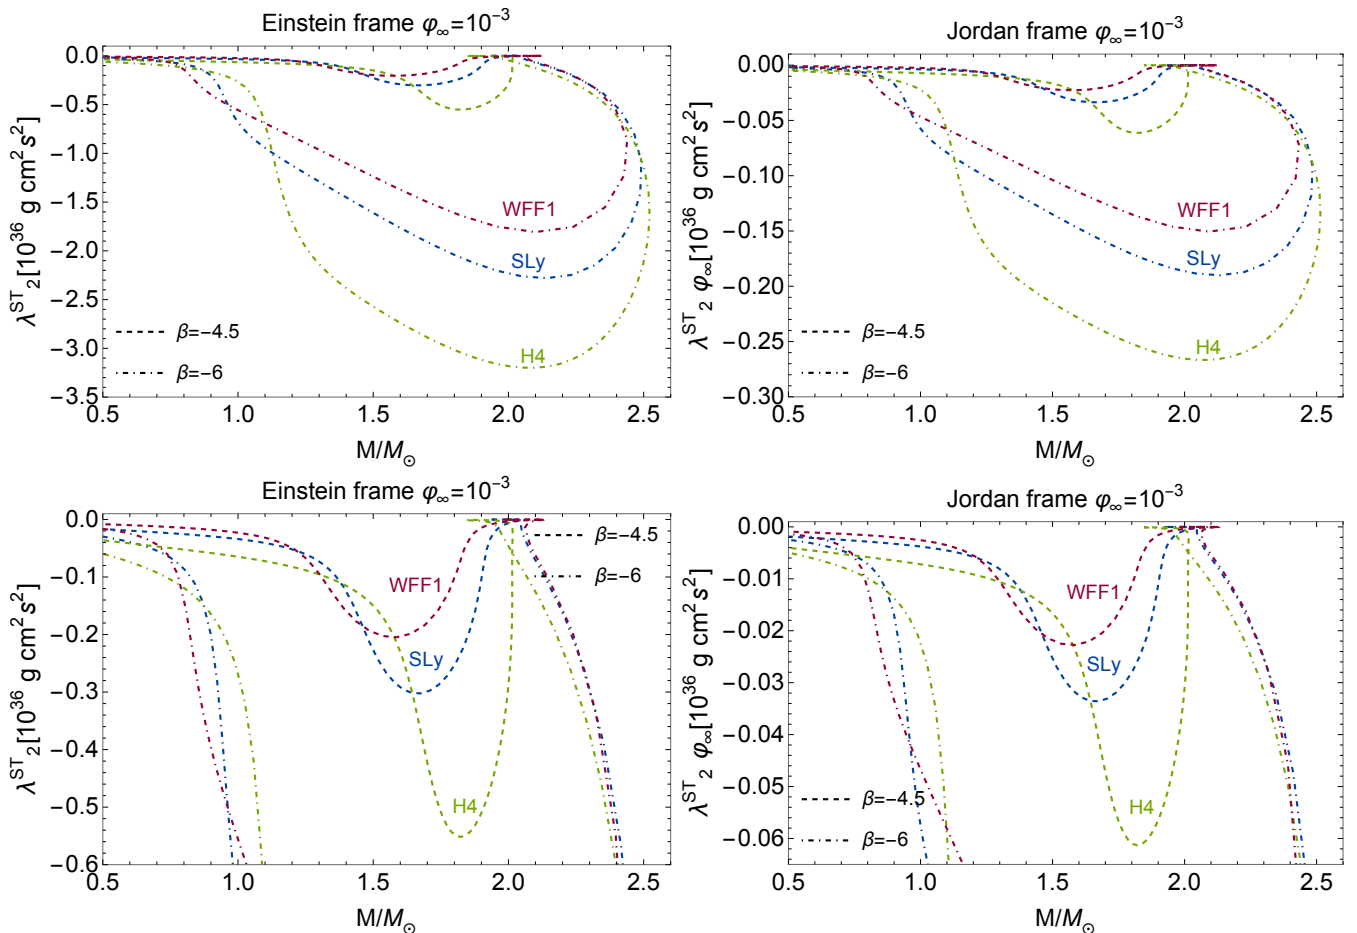 Einstein frame φ∞=10⁻³
λ^ST_2[10³⁶ g cm² s²]
0.0
−0.5
−1.0
−1.5
−2.0
−2.5
−3.0
−3.5
WFF1
SLy
H4
β=−4.5
β=−6
0.5 1.0 1.5 2.0 2.5
M/M⊙
Jordan frame φ∞=10⁻³
λ^ST_2 φ∞[10³⁶ g cm² s²]
0.00
−0.05
−0.10
−0.15
−0.20
−0.25
−0.30
WFF1
SLy
H4
β=−4.5
β=−6
0.5 1.0 1.5 2.0 2.5
M/M⊙
Einstein frame φ∞=10⁻³
λ^ST_2[10³⁶ g cm² s²]
0.0
−0.1
−0.2
−0.3
−0.4
−0.5
−0.6
β=−4.5
β=−6
WFF1
SLy
H4
0.5 1.0 1.5 2.0 2.5
M/M⊙
Jordan frame φ∞=10⁻³
λ^ST_2 φ∞[10³⁶ g cm² s²]
0.00
−0.01
−0.02
−0.03
−0.04
−0.05
−0.06
WFF1
SLy
H4
β=−4.5
β=−6
0.5 1.0 1.5 2.0 2.5
M/M⊙